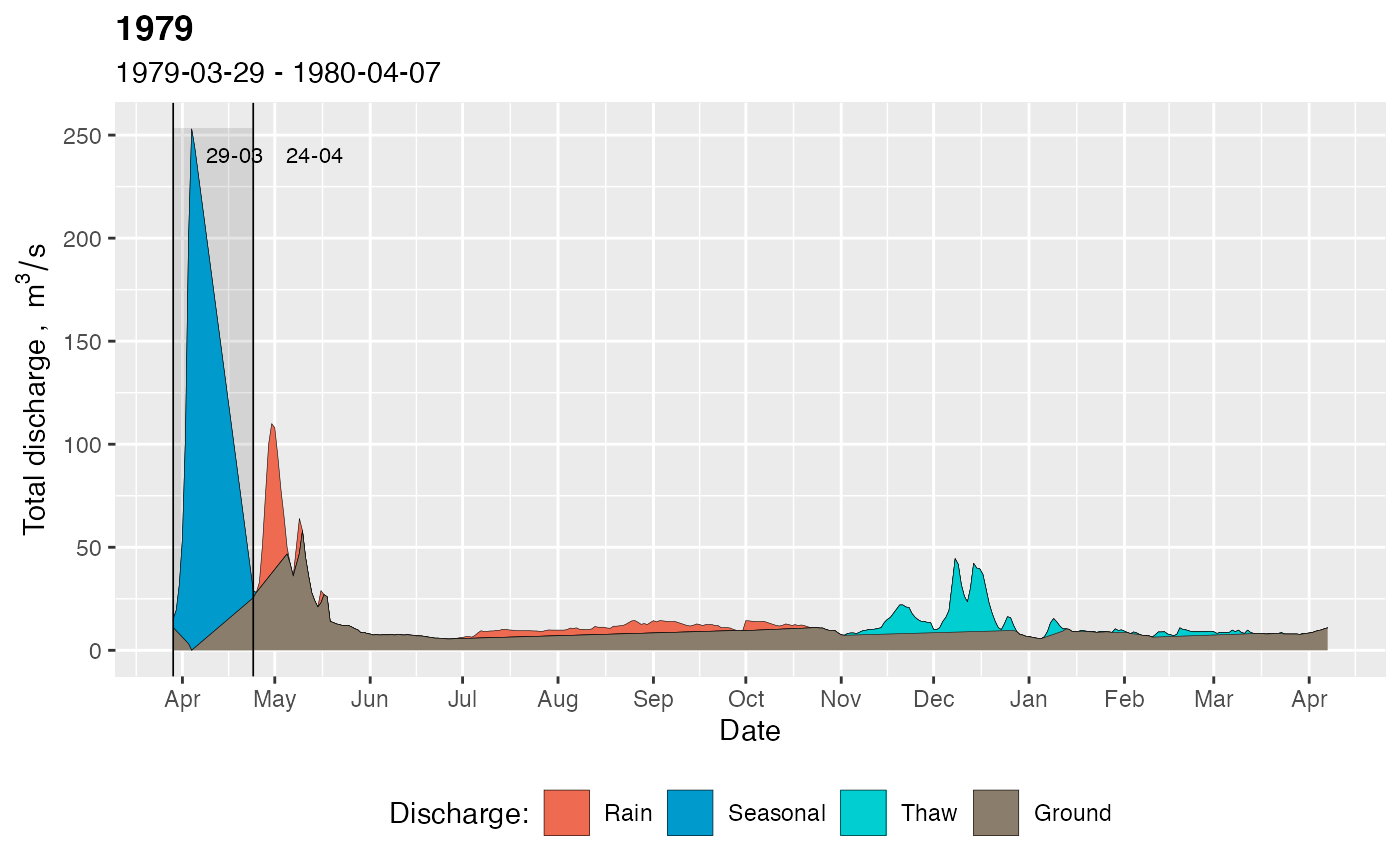 1979
1979-03-29 - 1980-04-07
Total discharge, m³/s
250
200
150
100
50
0
29-03 24-04
Apr May Jun Jul Aug Sep Oct Nov Dec Jan Feb Mar Apr
Date
Discharge: Rain Seasonal Thaw Ground